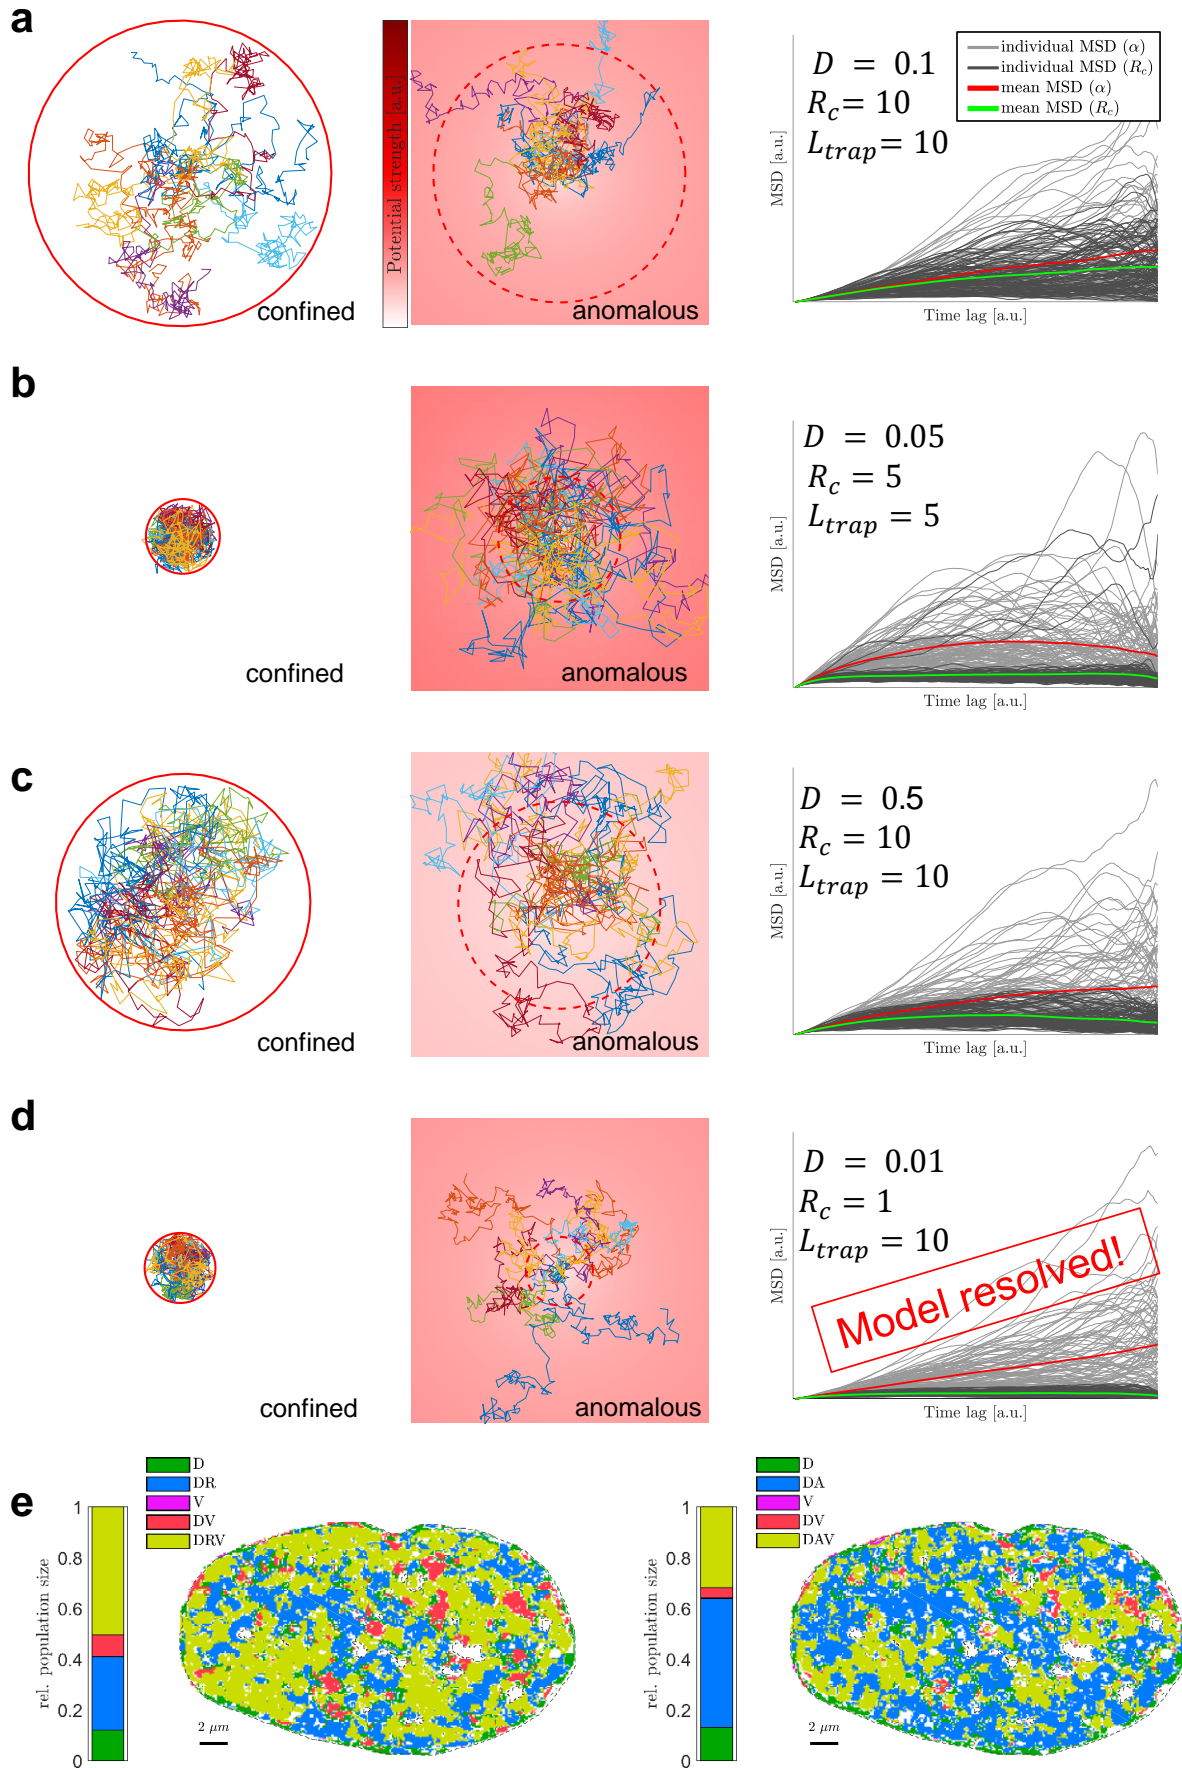 a
confined
Potential strength [a.u.]
anomalous
MSD [a.u.]
D = 0.1
R_c= 10
L_trap= 10
individual MSD (α)
individual MSD (R_c)
mean MSD (α)
mean MSD (R_c)
Time lag [a.u.]
b
confined
anomalous
MSD [a.u.]
D = 0.05
R_c = 5
L_trap = 5
Time lag [a.u.]
c
confined
anomalous
MSD [a.u.]
D = 0.5
R_c = 10
L_trap = 10
Time lag [a.u.]
d
confined
anomalous
MSD [a.u.]
D = 0.01
R_c = 1
L_trap = 10
Model resolved!
Time lag [a.u.]
e
rel. population size
1
0.8
0.6
0.4
0.2
0
D
DR
V
DV
DRV
2 μm
rel. population size
1
0.8
0.6
0.4
0.2
0
D
DA
V
DV
DAV
2 μm